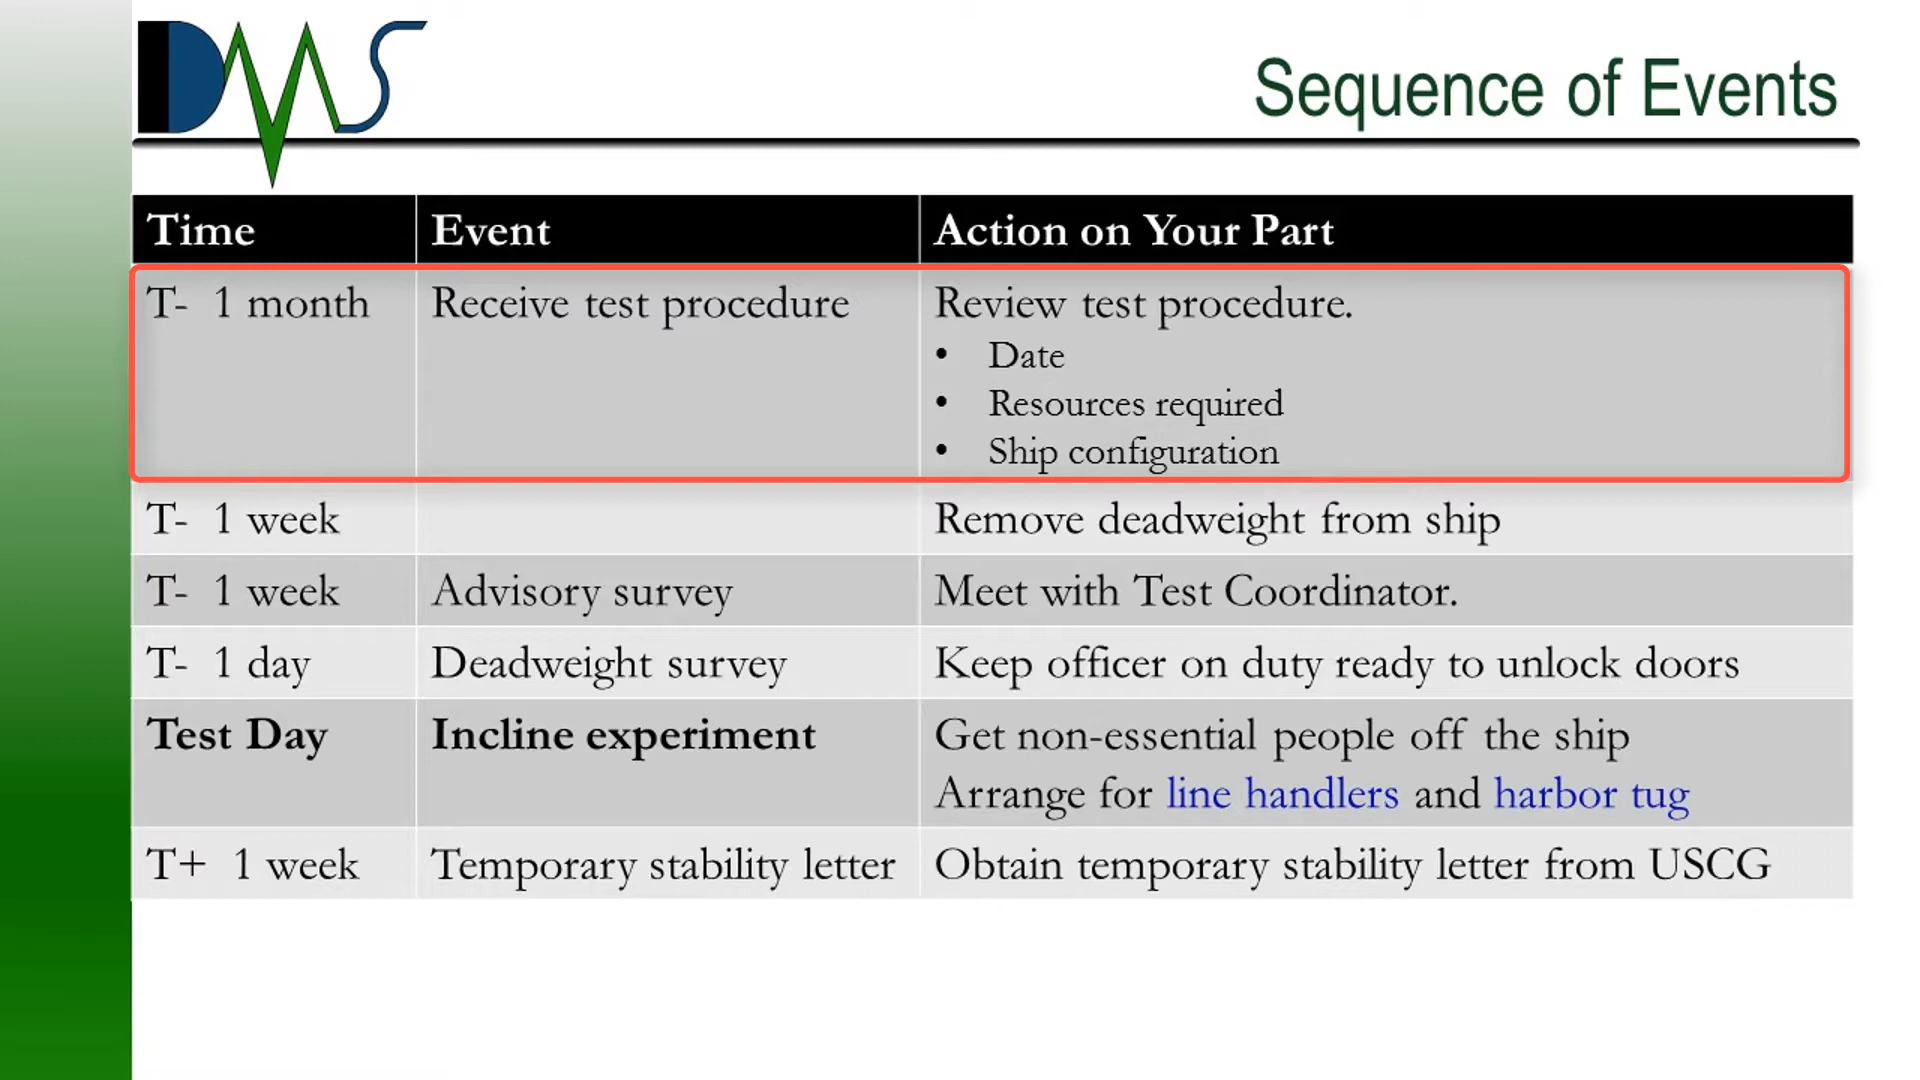 DMS
Sequence of Events
Time Event Action on Your Part
T- 1 month Receive test procedure Review test procedure.
• Date
• Resources required
• Ship configuration
T- 1 week Remove deadweight from ship
T- 1 week Advisory survey Meet with Test Coordinator.
T- 1 day Deadweight survey Keep officer on duty ready to unlock doors
Test Day Incline experiment Get non-essential people off the ship
Arrange for line handlers and harbor tug
T+ 1 week Temporary stability letter Obtain temporary stability letter from USCG